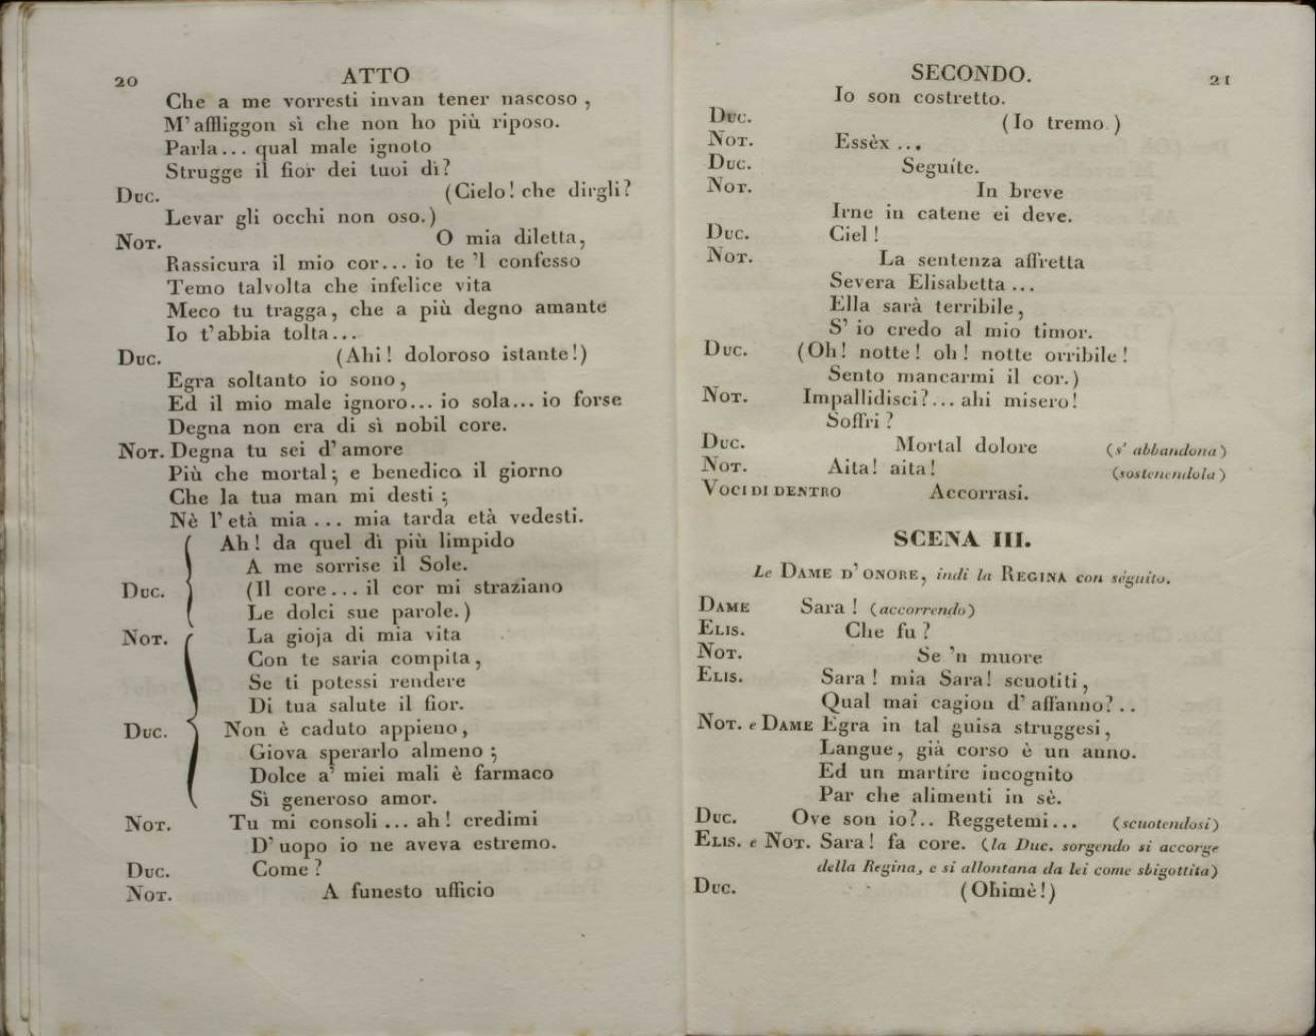 20 ATTO
Che a me vorresti invan tener nascoso ,
M' affliggon sì che non ho più riposo.
Parla... qual male ignoto
Strugge il fior dei tuoi dì?
Duc. (Cielo! che dirgli?
Levar gli occhi non oso.)
Not. O mia diletta,
Rassicura il mio cor... io te 'l confesso
Temo talvolta che infelice vita
Meco tu tragga, che a più degno amante
Io t' abbia tolta...
Duc. (Ahi! doloroso istante!)
Egra soltanto io sono,
Ed il mio male ignoro... io sola... io forse
Degna non era di sì nobil core.
Not. Degna tu sei d' amore
Più che mortal; e benedico il giorno
Che la tua man mi desti ;
Nè l' età mia ... mia tarda età vedesti.
Ah! da quel dì più limpido
A me sorrise il Sole.
Duc. (Il core... il cor mi straziano
Le dolci sue parole.)
Not. La gioja di mia vita
Con te saria compita,
Se ti potessi rendere
Di tua salute il fior.
Duc. Non è caduto appieno,
Giova sperarlo almeno ;
Dolce a' miei mali è farmaco
Sì generoso amor.
Not. Tu mi consoli ... ah! credimi
D' uopo io ne aveva estremo.
Duc. Come?
Not. A funesto ufficio
SECONDO. 21
Io son costretto.
Duc. (Io tremo.)
Not. Essèx ...
Duc. Seguíte.
Not. In breve
Irne in catene ei deve.
Duc. Ciel !
Not. La sentenza affretta
Severa Elisabetta ...
Ella sarà terribile,
S' io credo al mio timor.
Duc. (Oh! notte! oh! notte orribile!
Sento mancarmi il cor.)
Not. Impallidisci?... ahi misero!
Soffri ?
Duc. Mortal dolore (s' abbandona)
Not. Aita! aita! (sostenendola)
Voci di dentro Accorrasi.
SCENA III.
Le Dame d' onore, indi la Regina con séguito.
Dame Sara ! (accorrendo)
Elis. Che fu ?
Not. Se 'n muore
Elis. Sara ! mia Sara! scuotiti,
Qual mai cagion d' affanno?..
Not. e Dame Egra in tal guisa struggesi,
Langue, già corso è un anno.
Ed un martíre incognito
Par che alimenti in sè.
Duc. Ove son io?.. Reggetemi... (scuotendosi)
Elis. e Not. Sara! fa core. (la Duc. sorgendo si accorge
della Regina, e si allontana da lei come sbigottita)
Duc. (Ohimè!)